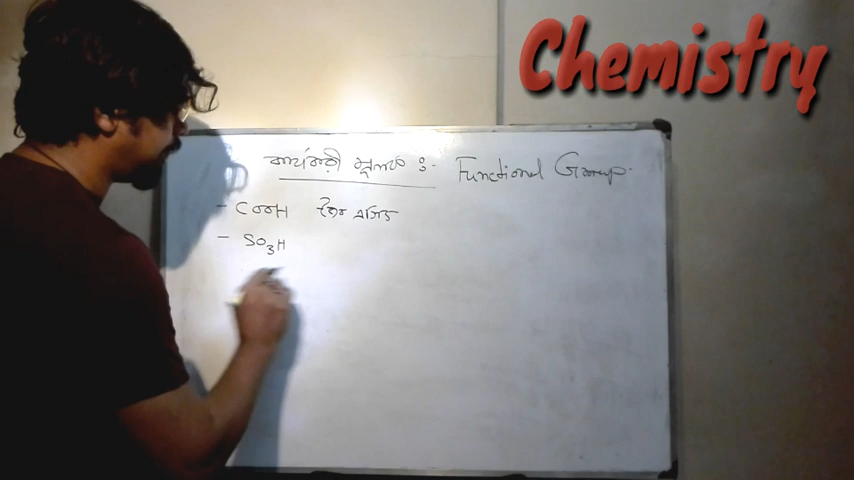 Chemistry
কার্যকরী মূলক ঃ- Functional Group.
- COOH জৈব এসিড
- SO3H